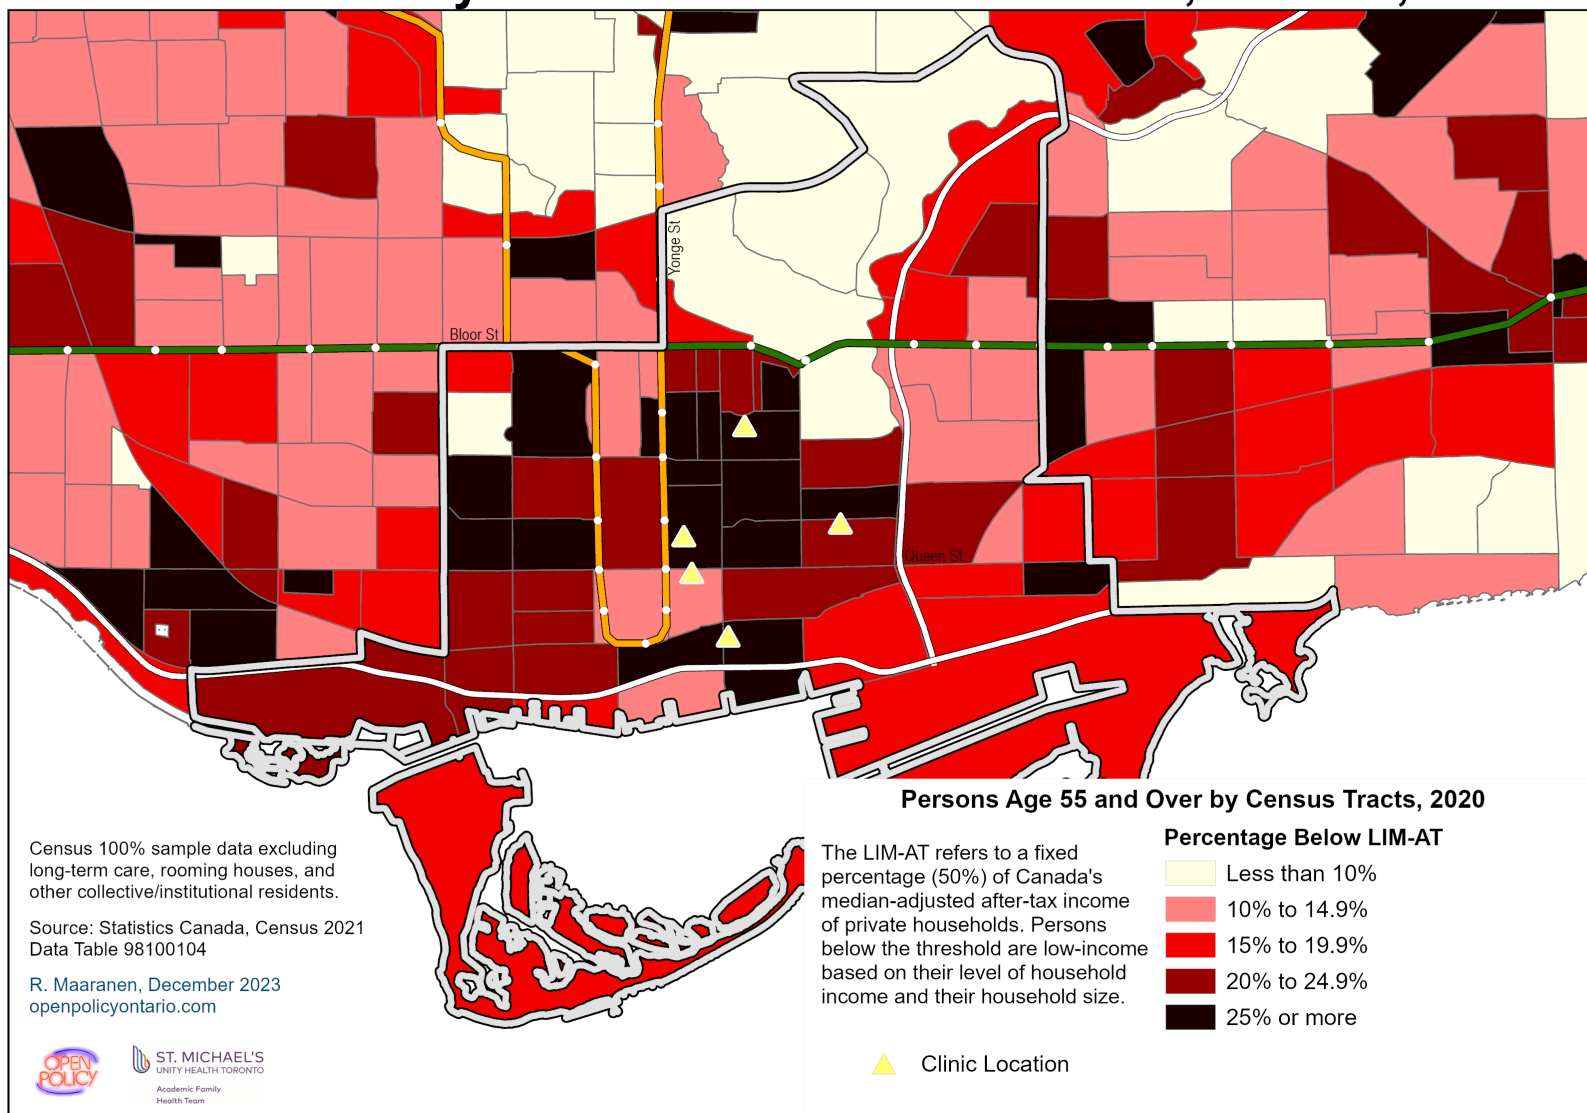 Yonge St
Bloor St
Danforth Ave
Queen St
Persons Age 55 and Over by Census Tracts, 2020
Percentage Below LIM-AT
Less than 10%
10% to 14.9%
15% to 19.9%
20% to 24.9%
25% or more
Clinic Location
The LIM-AT refers to a fixed
percentage (50%) of Canada's
median-adjusted after-tax income
of private households. Persons
below the threshold are low-income
based on their level of household
income and their household size.
Census 100% sample data excluding
long-term care, rooming houses, and
other collective/institutional residents.
Source: Statistics Canada, Census 2021
Data Table 98100104
R. Maaranen, December 2023
openpolicyontario.com
OPEN
POLICY
ST. MICHAEL'S
UNITY HEALTH TORONTO
Academic Family
Health Team